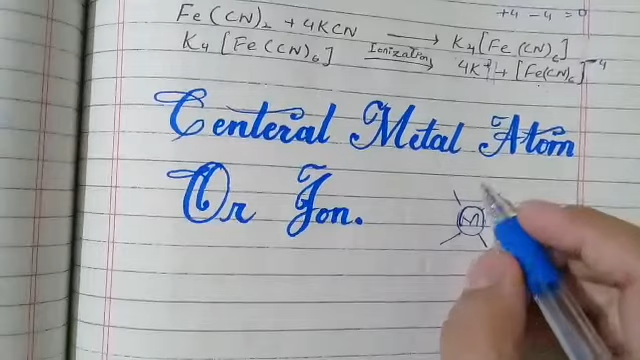 +4 - 4 = 0
Fe(CN)₂ + 4KCN ⟶ K₄[Fe(CN)₆]
K₄[Fe(CN)₆] Ionization⟶ 4K⁺ + [Fe(CN)₆]⁻⁴
Centeral Metal Atom
Or Ion.
M